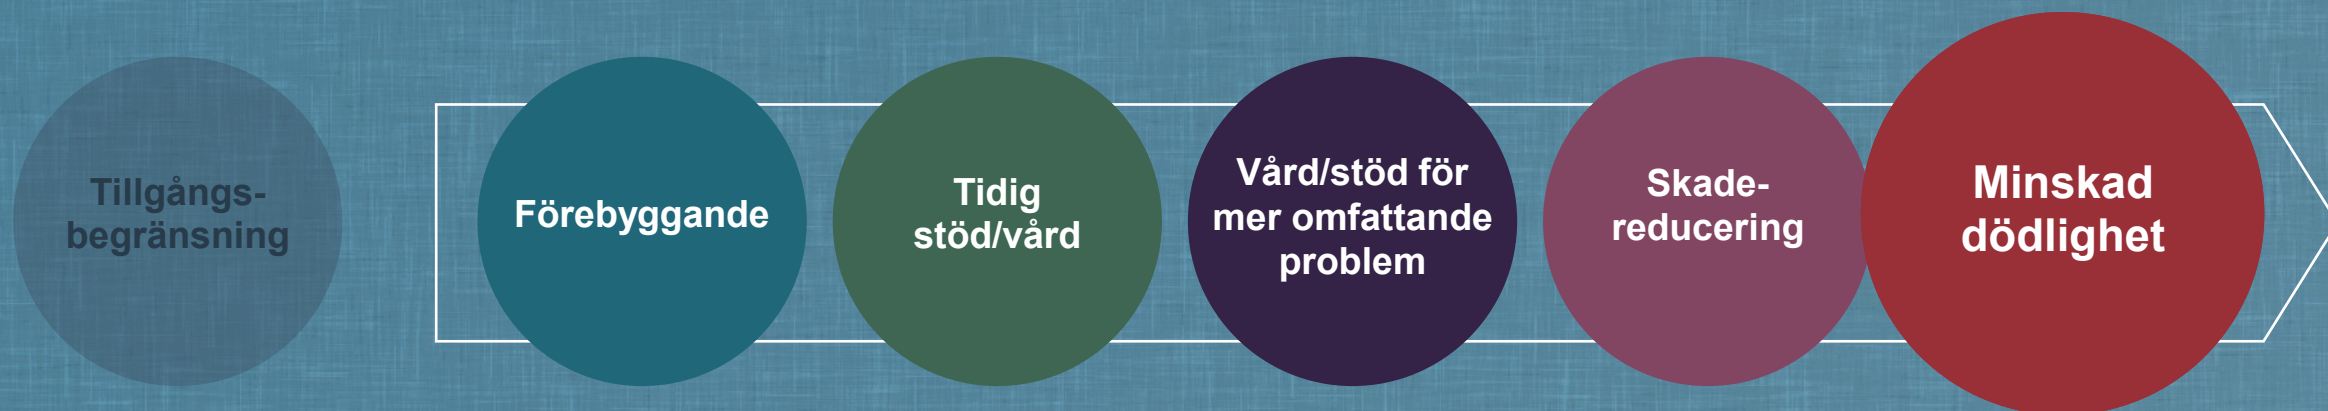 Tillgångs-
begränsning
Förebyggande
Tidig
stöd/vård
Vård/stöd för
mer omfattande
problem
Skade-
reducering
Minskad
dödlighet